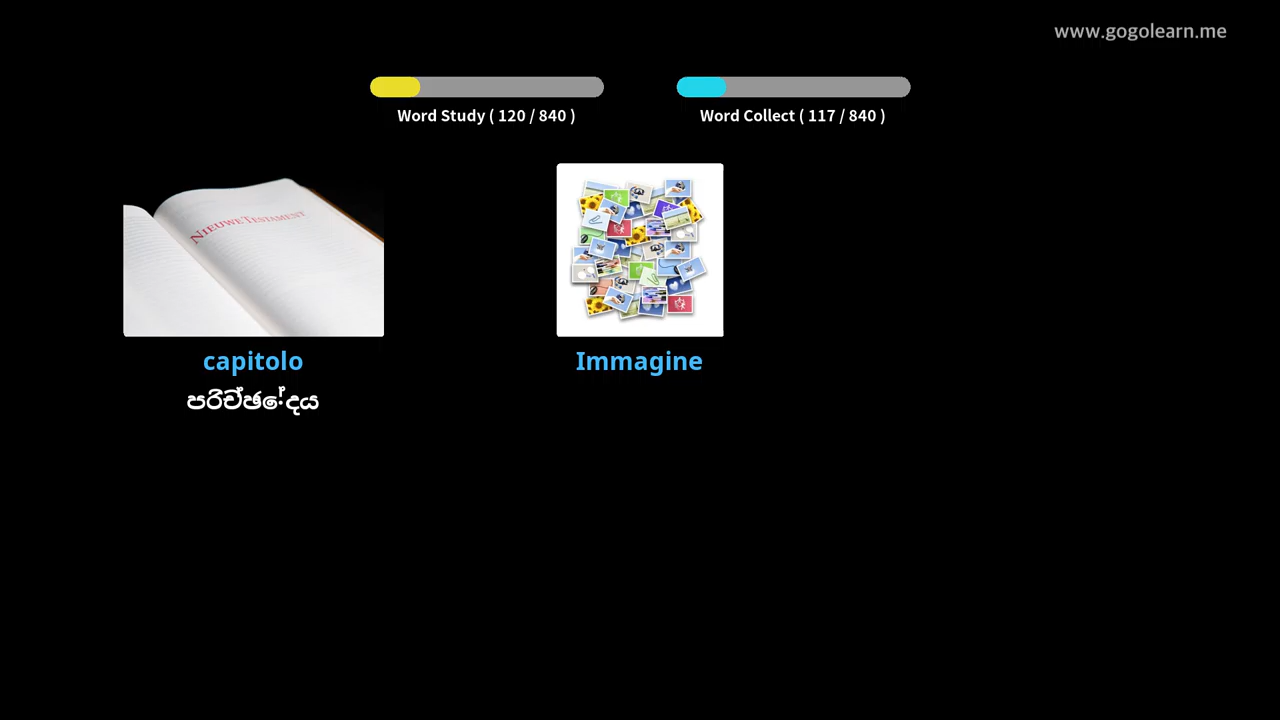 www.gogolearn.me
Word Study ( 120 / 840 )
Word Collect ( 117 / 840 )
NIEUWE TESTAMENT
capitolo
Immagine
පරිච්ඡේදය